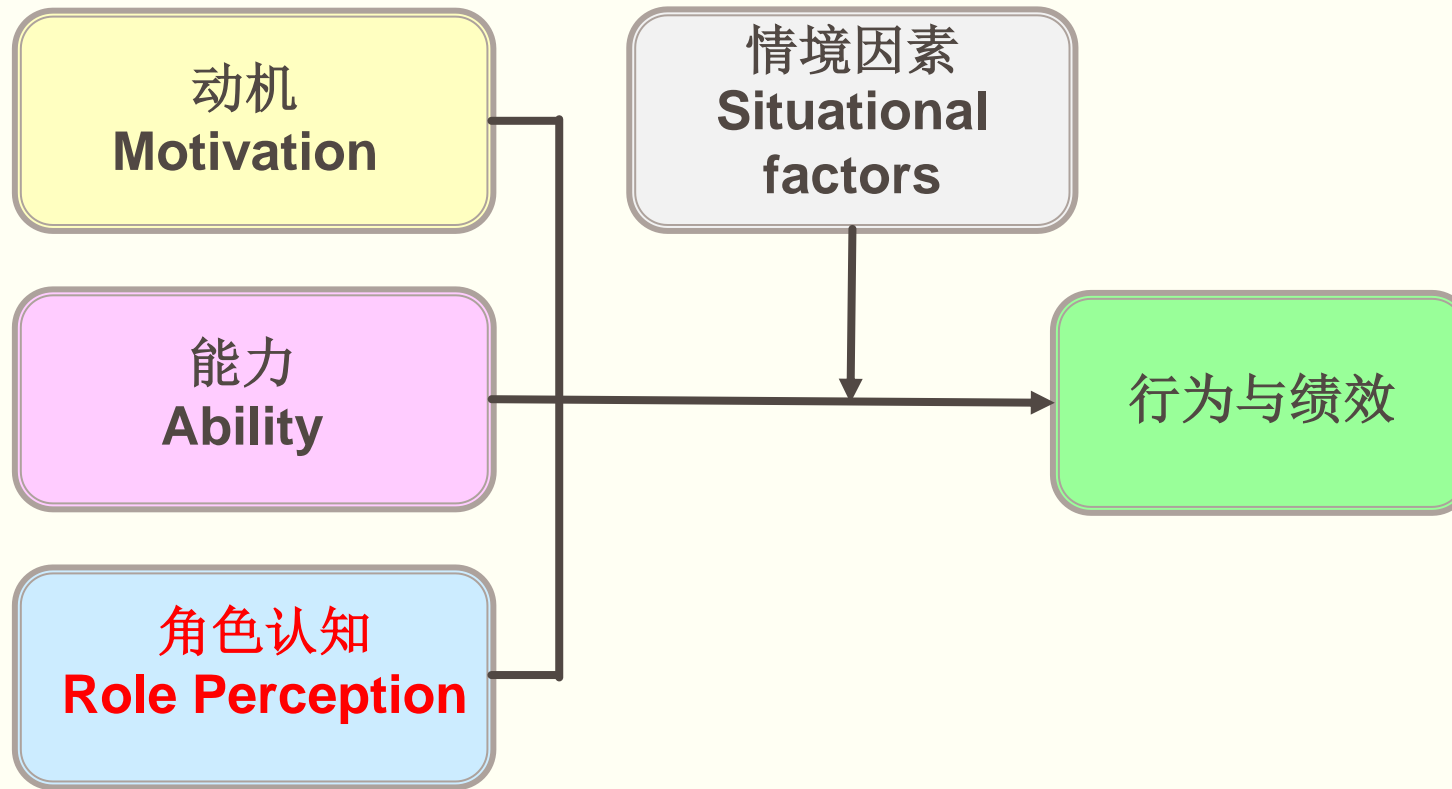 动机
Motivation
情境因素
Situational
factors
能力
Ability
行为与绩效
角色认知
Role Perception